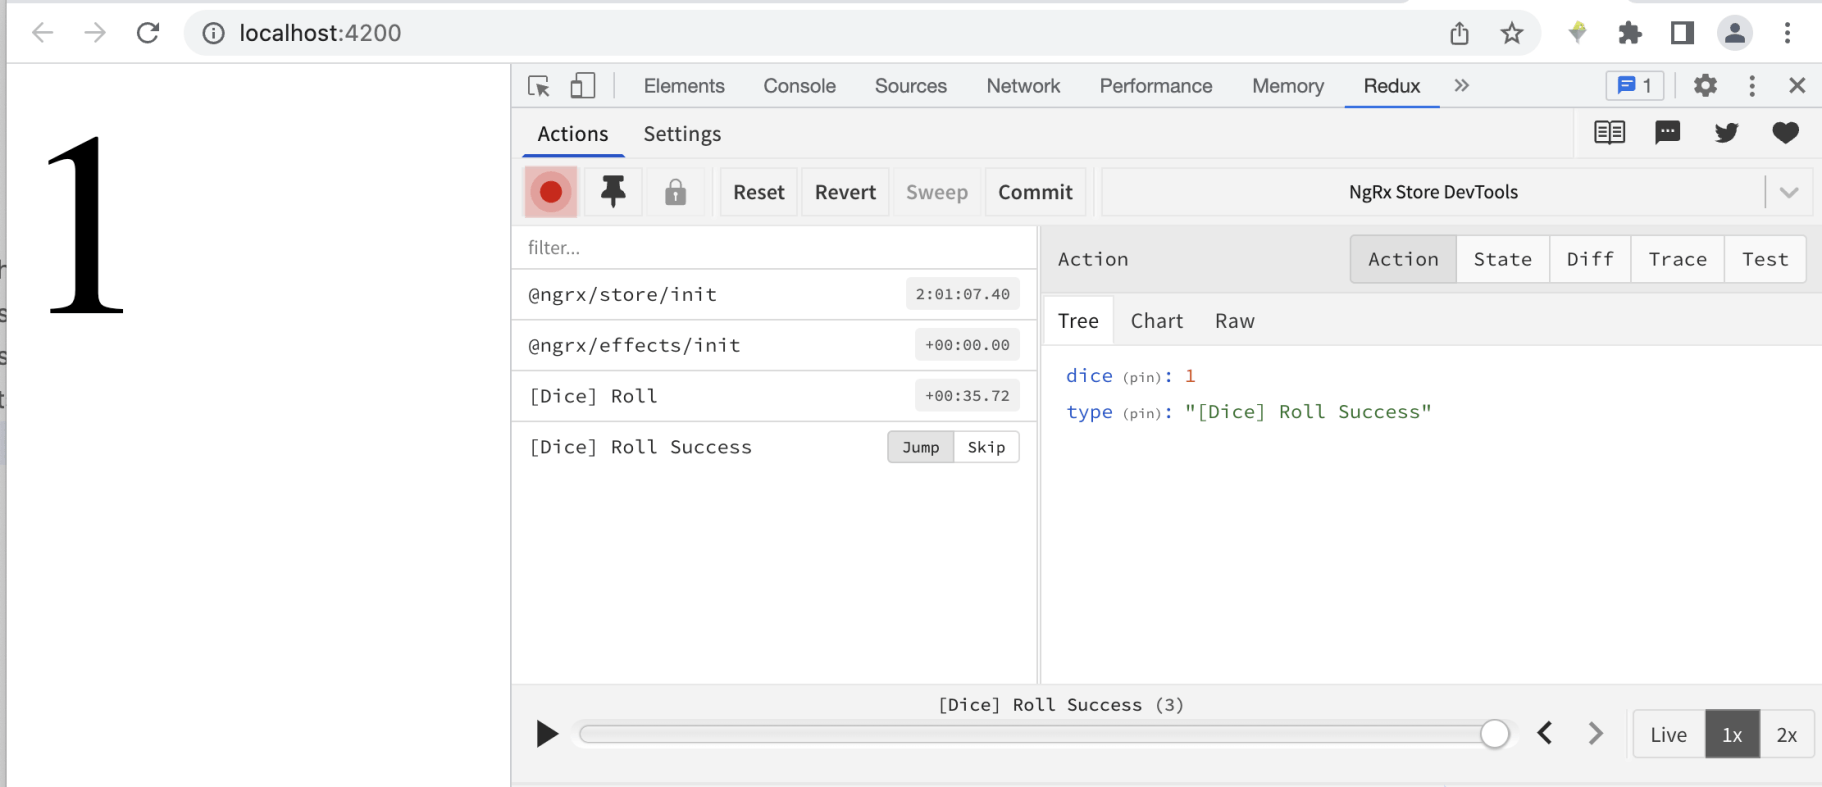 localhost:4200
1
Elements Console Sources Network Performance Memory Redux 1
Actions Settings
Reset Revert Sweep Commit NgRx Store DevTools
filter...
@ngrx/store/init 2:01:07.40
@ngrx/effects/init +00:00.00
[Dice] Roll +00:35.72
[Dice] Roll Success Jump Skip
Action Action State Diff Trace Test
Tree Chart Raw
dice (pin): 1
type (pin): "[Dice] Roll Success"
[Dice] Roll Success (3)
Live 1x 2x